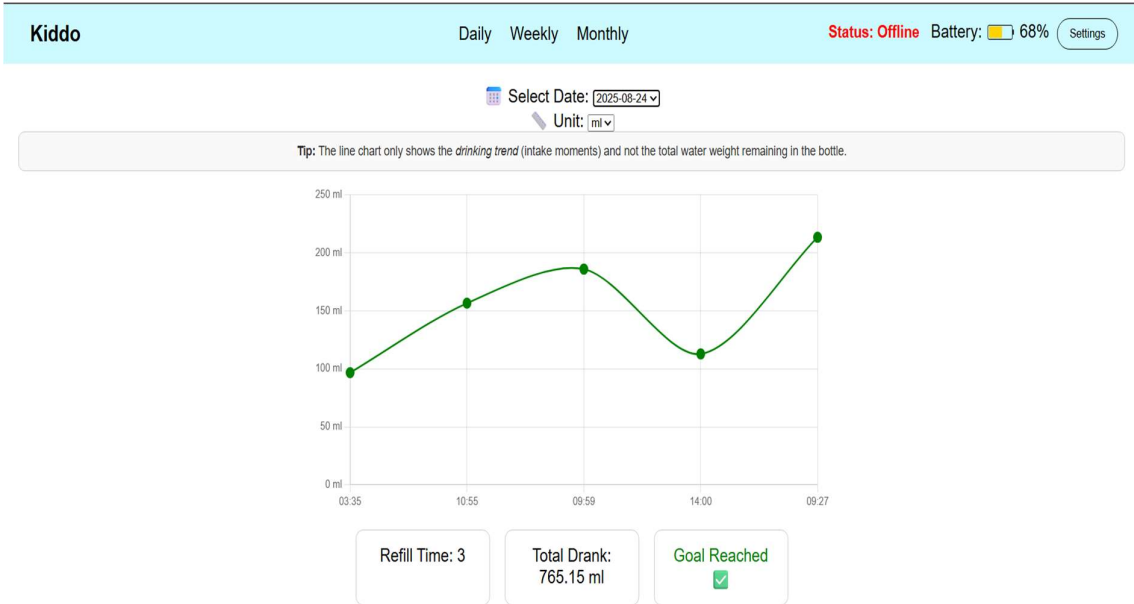 Kiddo
Daily Weekly Monthly
Status: Offline Battery: 68% Settings
Select Date: 2025-08-24
Unit: ml
Tip: The line chart only shows the drinking trend (intake moments) and not the total water weight remaining in the bottle.
250 ml
200 ml
150 ml
100 ml
50 ml
0 ml
03:35 10:55 09:59 14:00 09:27
Refill Time: 3
Total Drank:
765.15 ml
Goal Reached